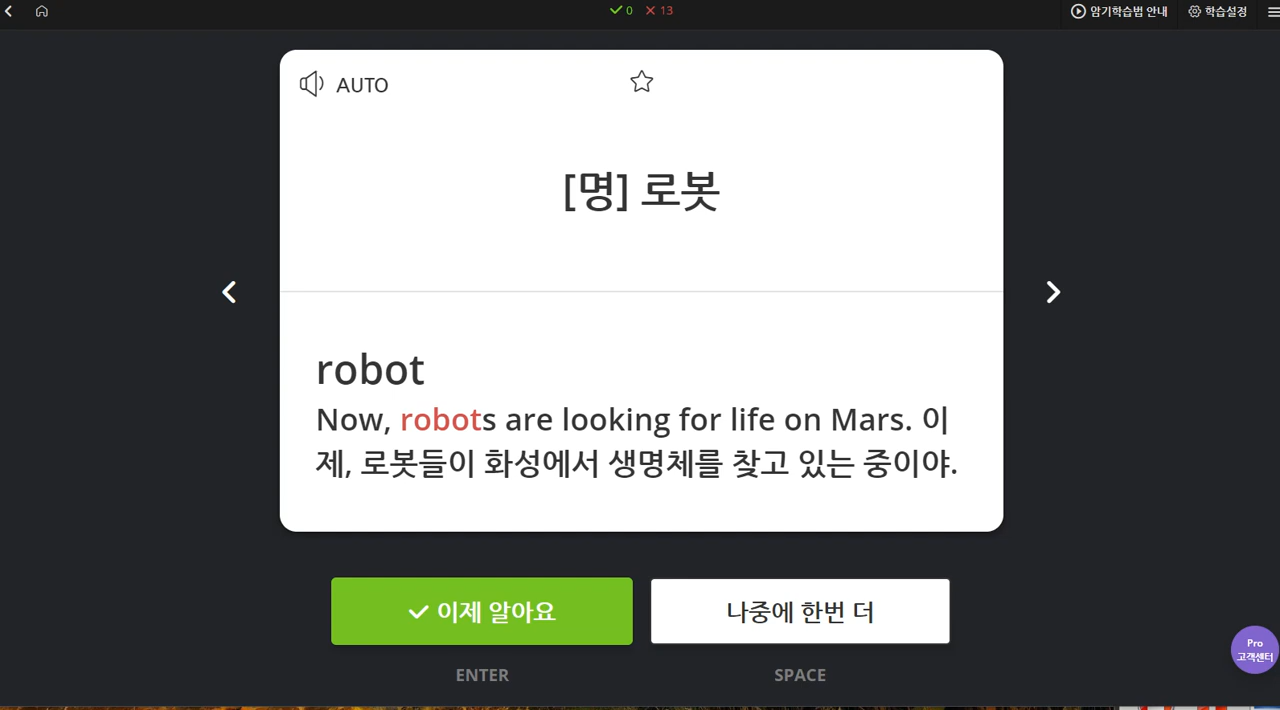 0 13 암기학습법 안내 학습설정
AUTO
[명] 로봇
robot
Now, robots are looking for life on Mars. 이
제, 로봇들이 화성에서 생명체를 찾고 있는 중이야.
이제 알아요 나중에 한번 더
ENTER SPACE
Pro
고객센터